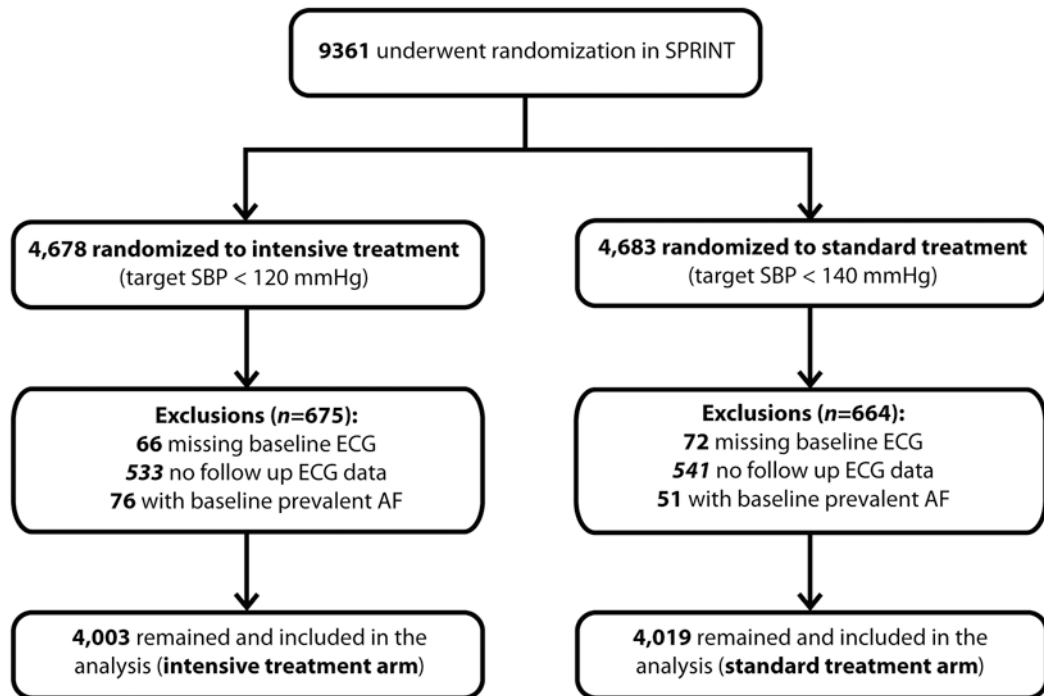 9361 underwent randomization in SPRINT
4,678 randomized to intensive treatment
(target SBP < 120 mmHg)
4,683 randomized to standard treatment
(target SBP < 140 mmHg)
Exclusions (n=675):
66 missing baseline ECG
533 no follow up ECG data
76 with baseline prevalent AF
Exclusions (n=664):
72 missing baseline ECG
541 no follow up ECG data
51 with baseline prevalent AF
4,003 remained and included in the
analysis (intensive treatment arm)
4,019 remained and included in the
analysis (standard treatment arm)